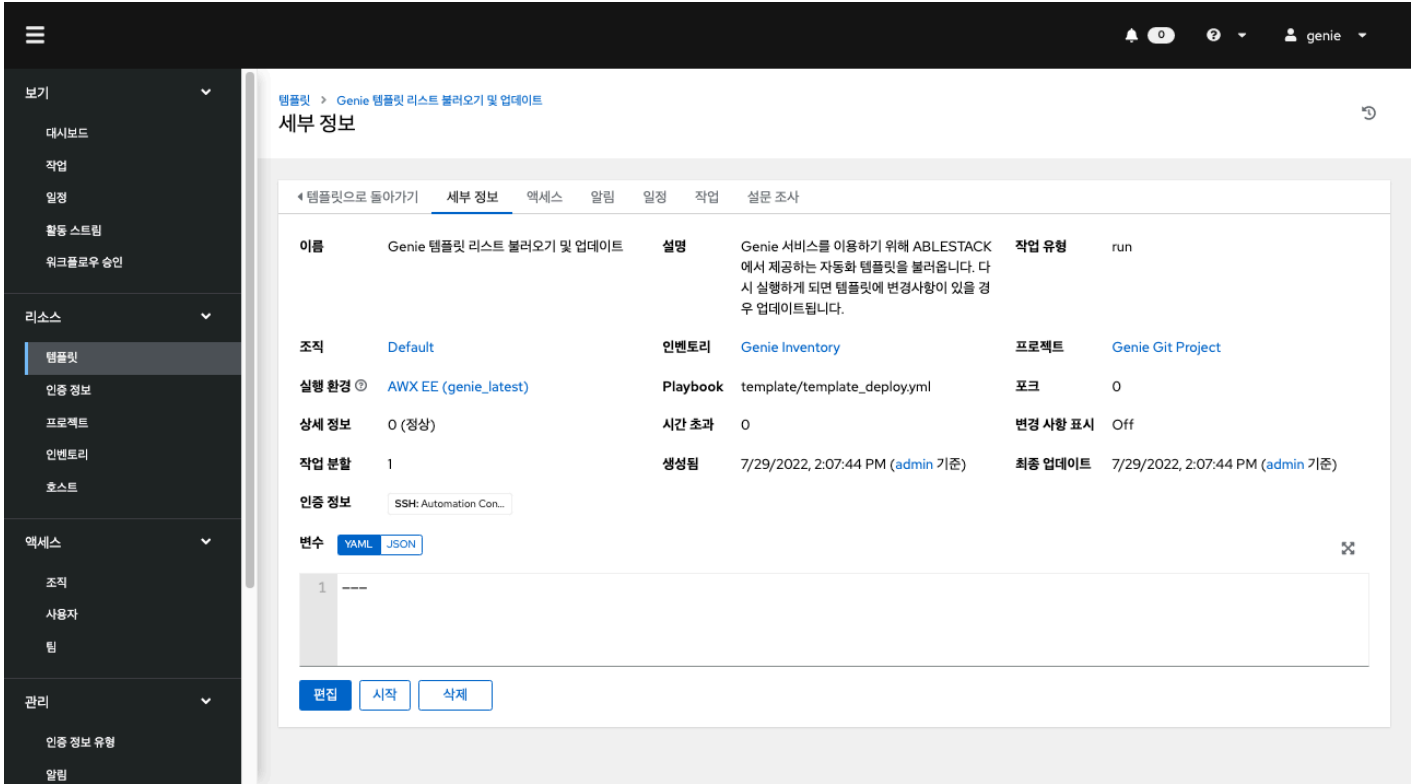 0
genie
보기
대시보드
작업
일정
활동 스트림
워크플로우 승인
리소스
템플릿
인증 정보
프로젝트
인벤토리
호스트
액세스
조직
사용자
팀
관리
인증 정보 유형
알림
템플릿 > Genie 템플릿 리스트 불러오기 및 업데이트
세부 정보
템플릿으로 돌아가기 세부 정보 액세스 알림 일정 작업 설문 조사
이름 Genie 템플릿 리스트 불러오기 및 업데이트
설명 Genie 서비스를 이용하기 위해 ABLESTACK
에서 제공하는 자동화 템플릿을 불러옵니다. 다
시 실행하게 되면 템플릿에 변경사항이 있을 경
우 업데이트됩니다.
작업 유형 run
조직 Default 인벤토리 Genie Inventory 프로젝트 Genie Git Project
실행 환경 AWX EE (genie_latest) Playbook template/template_deploy.yml 포크 0
상세 정보 0 (정상) 시간 초과 0 변경 사항 표시 Off
작업 분할 1 생성됨 7/29/2022, 2:07:44 PM (admin 기준) 최종 업데이트 7/29/2022, 2:07:44 PM (admin 기준)
인증 정보 SSH: Automation Con...
변수 YAML JSON
1 ---
편집 시작 삭제